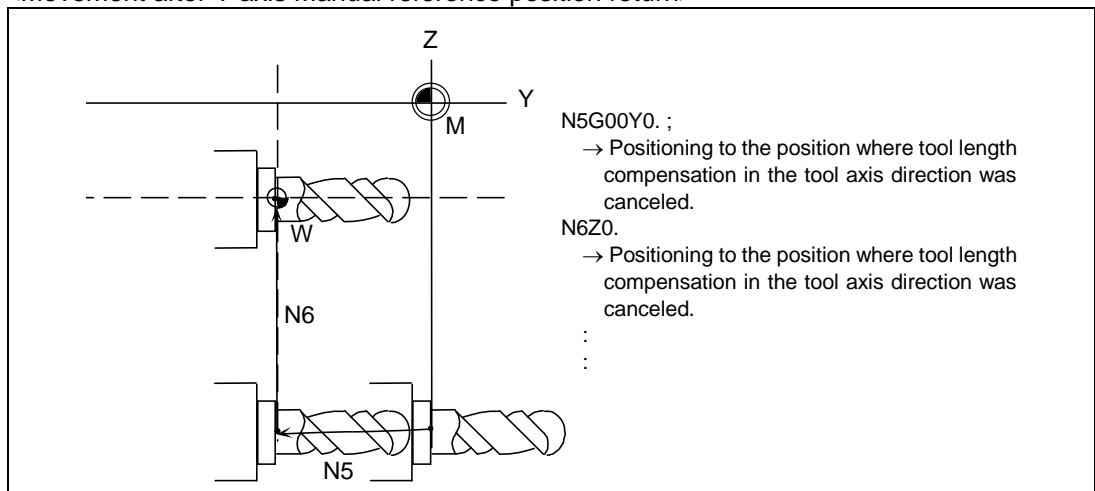 Movement after Y axis manual reference position return
Z
Y
M
N5G00Y0. ;
→ Positioning to the position where tool length
compensation in the tool axis direction was
canceled.
W
N6Z0.
→ Positioning to the position where tool length
compensation in the tool axis direction was
canceled.
N6
:
:
N5